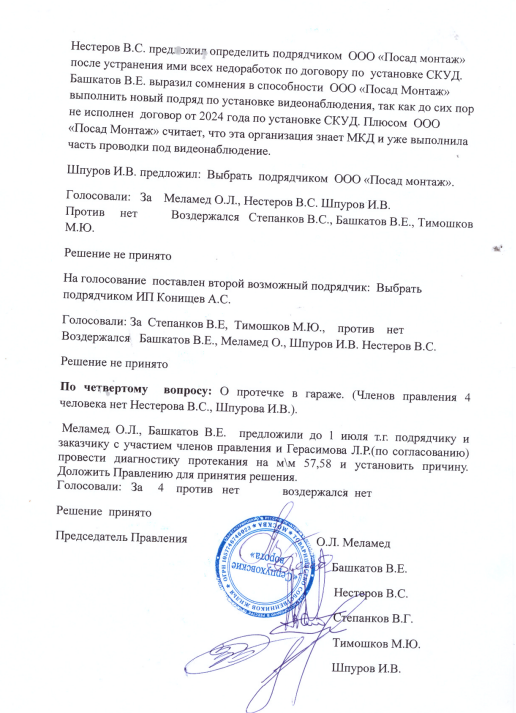 Нестеров В.С. предложил определить подрядчиком ООО «Посад монтаж»
после устранения ими всех недоработок по договору по установке СКУД.
Башкатов В.Е. выразил сомнения в способности ООО «Посад Монтаж»
выполнить новый подряд по установке видеонаблюдения, так как до сих пор
не исполнен договор от 2024 года по установке СКУД. Плюсом ООО
«Посад Монтаж» считает, что эта организация знает МКД и уже выполнила
часть проводки под видеонаблюдение.
Шпуров И.В. предложил: Выбрать подрядчиком ООО «Посад монтаж».
Голосовали: За Меламед О.Л., Нестеров В.С. Шпуров И.В.
Против нет Воздержался Степанков В.С., Башкатов В.Е., Тимошков
М.Ю.
Решение не принято
На голосование поставлен второй возможный подрядчик: Выбрать
подрядчиком ИП Конищев А.С.
Голосовали: За Степанков В.Е, Тимошков М.Ю., против нет
Воздержался Башкатов В.Е., Меламед О., Шпуров И.В. Нестеров В.С.
Решение не принято
По четвертому вопросу: О протечке в гараже. (Членов правления 4
человека нет Нестерова В.С., Шпурова И.В.).
Меламед. О.Л., Башкатов В.Е. предложили до 1 июля т.г. подрядчику и
заказчику с участием членов правления и Герасимова Л.Р.(по согласованию)
провести диагностику протекания на м\м 57,58 и установить причину.
Доложить Правлению для принятия решения.
Голосовали: За 4 против нет воздержался нет
Решение принято
Председатель Правления О.Л. Меламед
Башкатов В.Е.
Нестеров В.С.
Степанков В.Г.
Тимошков М.Ю.
Шпуров И.В.
«Серпуховские
ворота»
МОСКВА